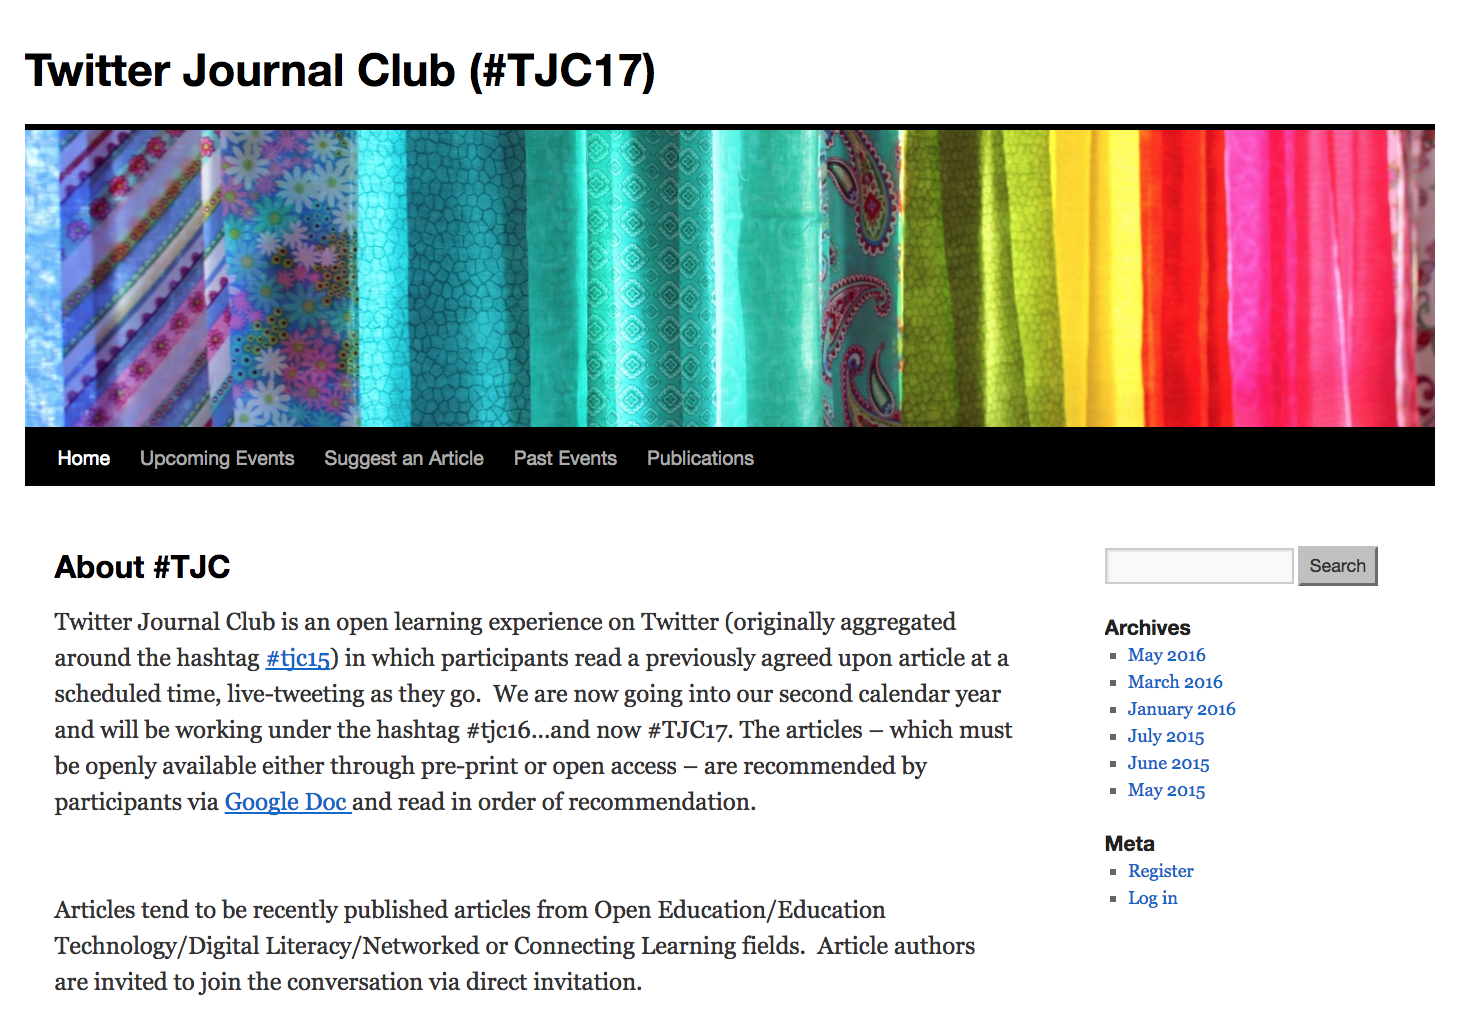 Twitter Journal Club (#TJC17)
Home Upcoming Events Suggest an Article Past Events Publications
About #TJC
Twitter Journal Club is an open learning experience on Twitter (originally aggregated
around the hashtag #tjc15) in which participants read a previously agreed upon article at a
scheduled time, live-tweeting as they go.  We are now going into our second calendar year
and will be working under the hashtag #tjc16…and now #TJC17. The articles – which must
be openly available either through pre-print or open access – are recommended by
participants via Google Doc and read in order of recommendation.
Articles tend to be recently published articles from Open Education/Education
Technology/Digital Literacy/Networked or Connecting Learning fields.  Article authors
are invited to join the conversation via direct invitation.
Search
Archives
May 2016
March 2016
January 2016
July 2015
June 2015
May 2015
Meta
Register
Log in